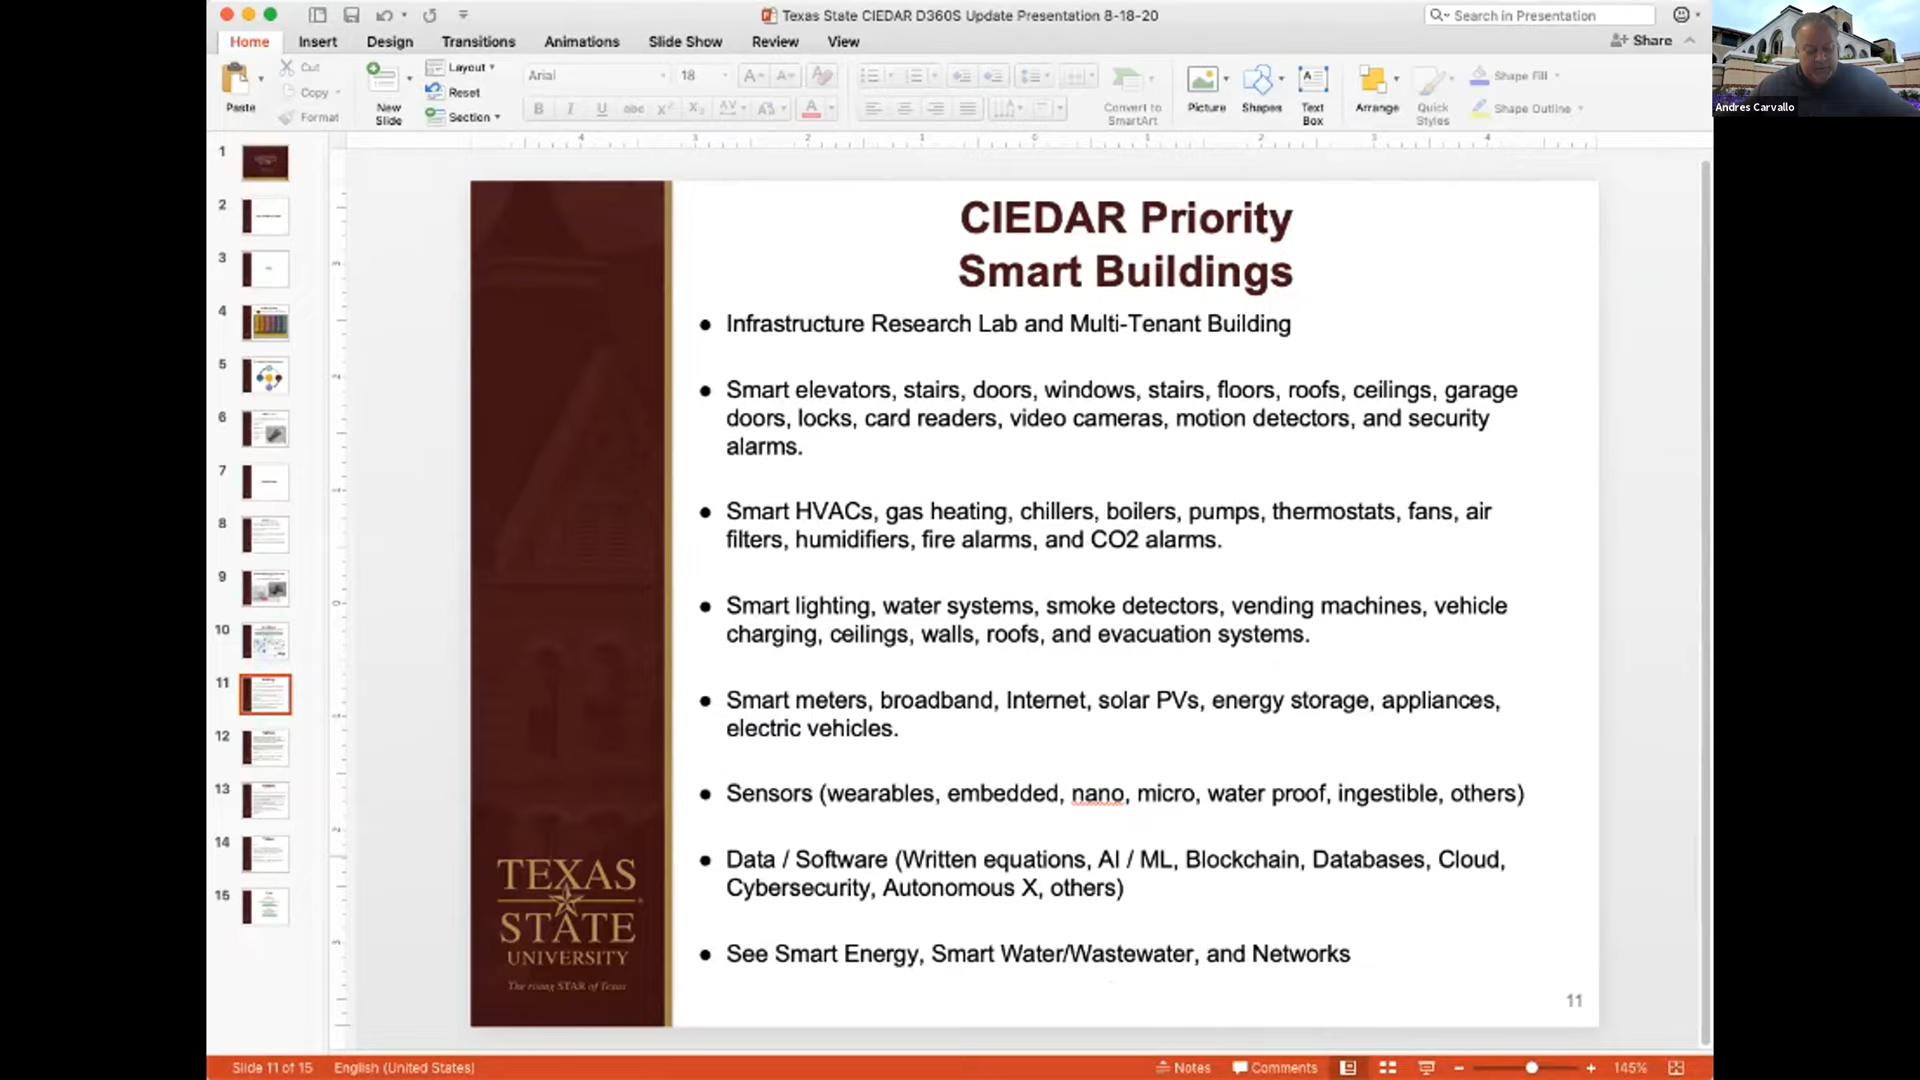 Texas State CIEDAR D360S Update Presentation 8-18-20
Search in Presentation
Home Insert Design Transitions Animations Slide Show Review View
Share
Paste
Cut
Copy
Format
New
Slide
Layout
Reset
Section
Arial
18
Convert to
SmartArt
Picture
Shapes
Text
Box
Arrange
Quick
Styles
Shape Fill
Shape Outline
Andres Carvallo
4 3 2 1 0 1 2 3 4
1
2
3
4
5
6
7
8
9
10
11
12
13
14
15
CIEDAR Priority
Smart Buildings
● Infrastructure Research Lab and Multi-Tenant Building
● Smart elevators, stairs, doors, windows, stairs, floors, roofs, ceilings, garage
doors, locks, card readers, video cameras, motion detectors, and security
alarms.
● Smart HVACs, gas heating, chillers, boilers, pumps, thermostats, fans, air
filters, humidifiers, fire alarms, and CO2 alarms.
● Smart lighting, water systems, smoke detectors, vending machines, vehicle
charging, ceilings, walls, roofs, and evacuation systems.
● Smart meters, broadband, Internet, solar PVs, energy storage, appliances,
electric vehicles.
● Sensors (wearables, embedded, nano, micro, water proof, ingestible, others)
● Data / Software (Written equations, AI / ML, Blockchain, Databases, Cloud,
Cybersecurity, Autonomous X, others)
● See Smart Energy, Smart Water/Wastewater, and Networks
TEXAS
STATE
UNIVERSITY
The rising STAR of Texas
11
Slide 11 of 15
English (United States)
Notes
Comments
145%